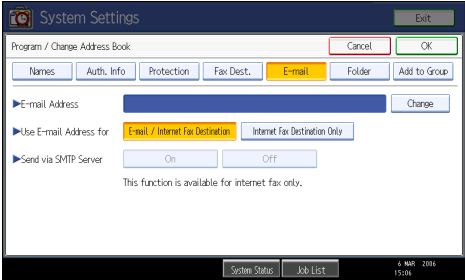 System Settings Exit
Program / Change Address Book Cancel OK
Names Auth. Info Protection Fax Dest. E-mail Folder Add to Group
▶E-mail Address Change
▶Use E-mail Address for E-mail / Internet Fax Destination Internet Fax Destination Only
▶Send via SMTP Server On Off
This function is available for internet fax only.
System Status Job List 6 MAR 2006
15:06